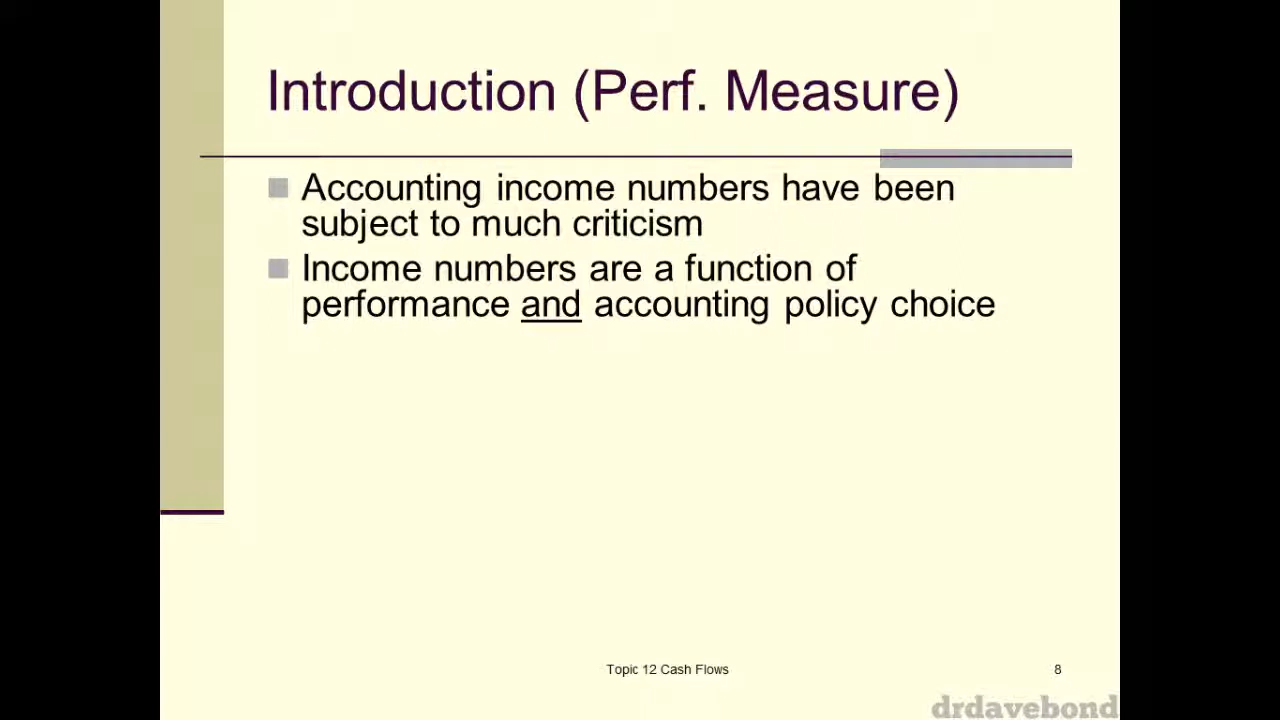 Introduction (Perf. Measure)
Accounting income numbers have been
subject to much criticism
Income numbers are a function of
performance and accounting policy choice
Topic 12 Cash Flows
8
drdavebond